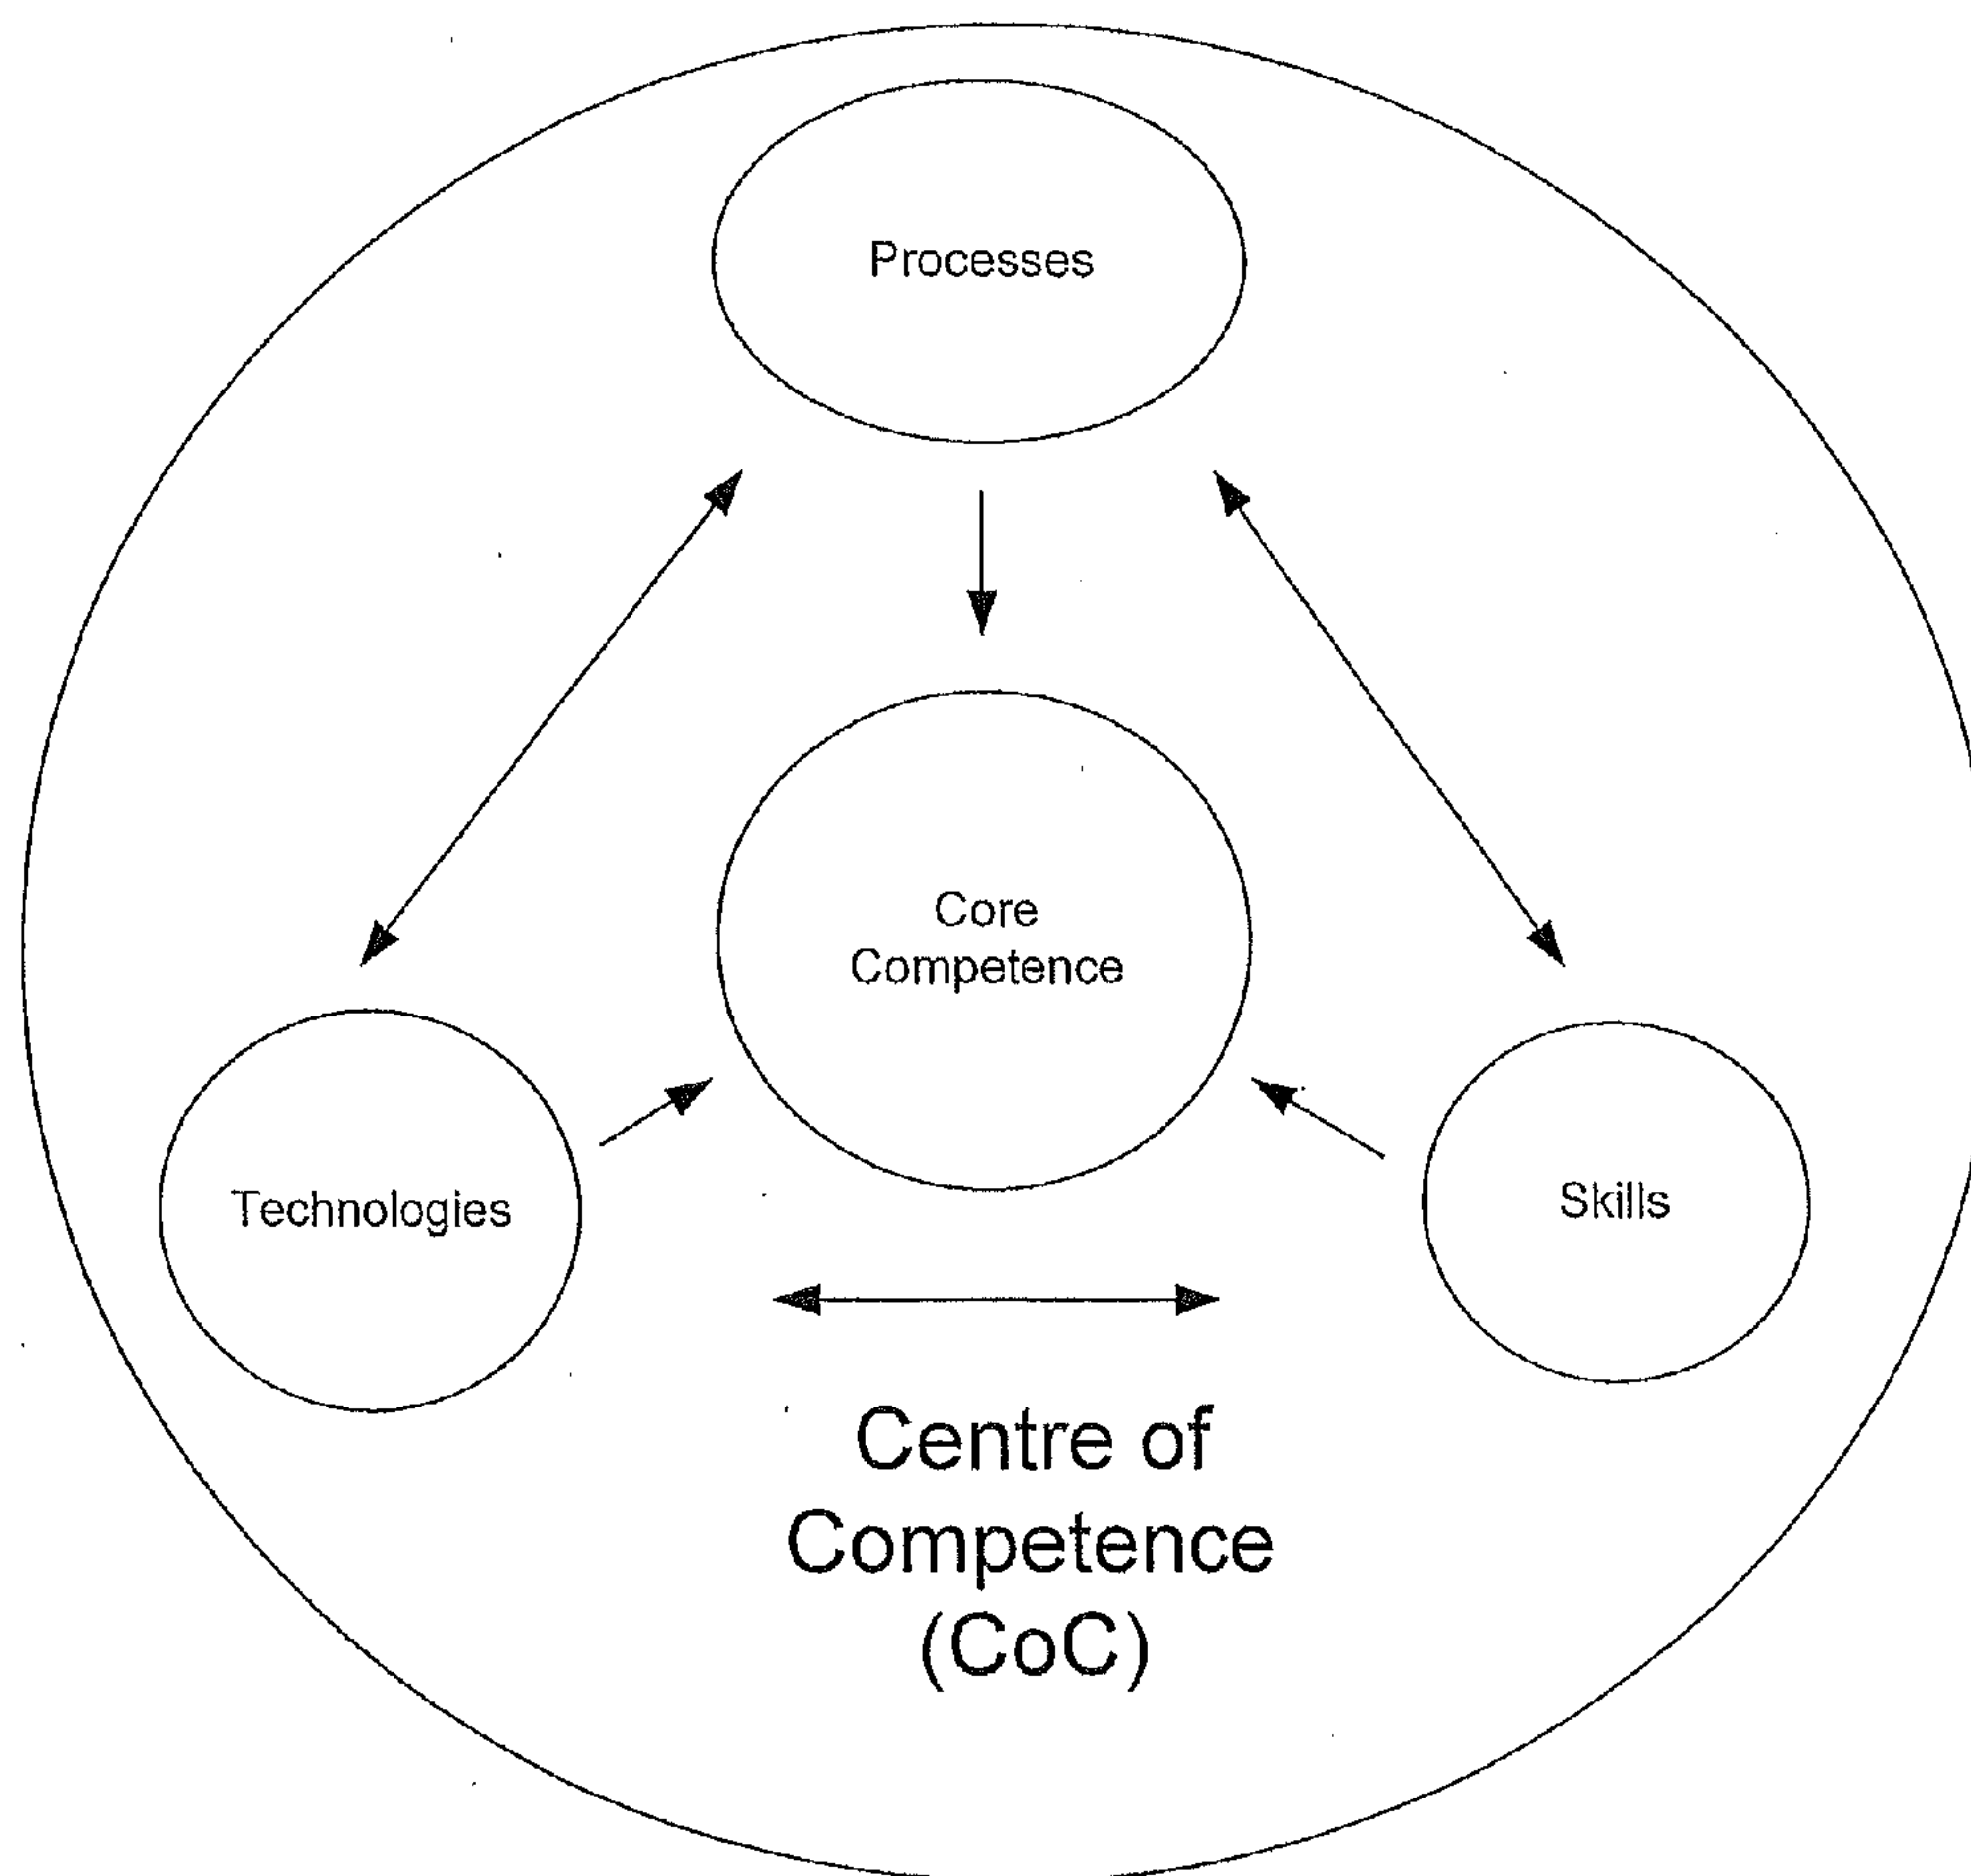 Processes
Core
Competence
Technologies
Skills
Centre of
Competence
(CoC)